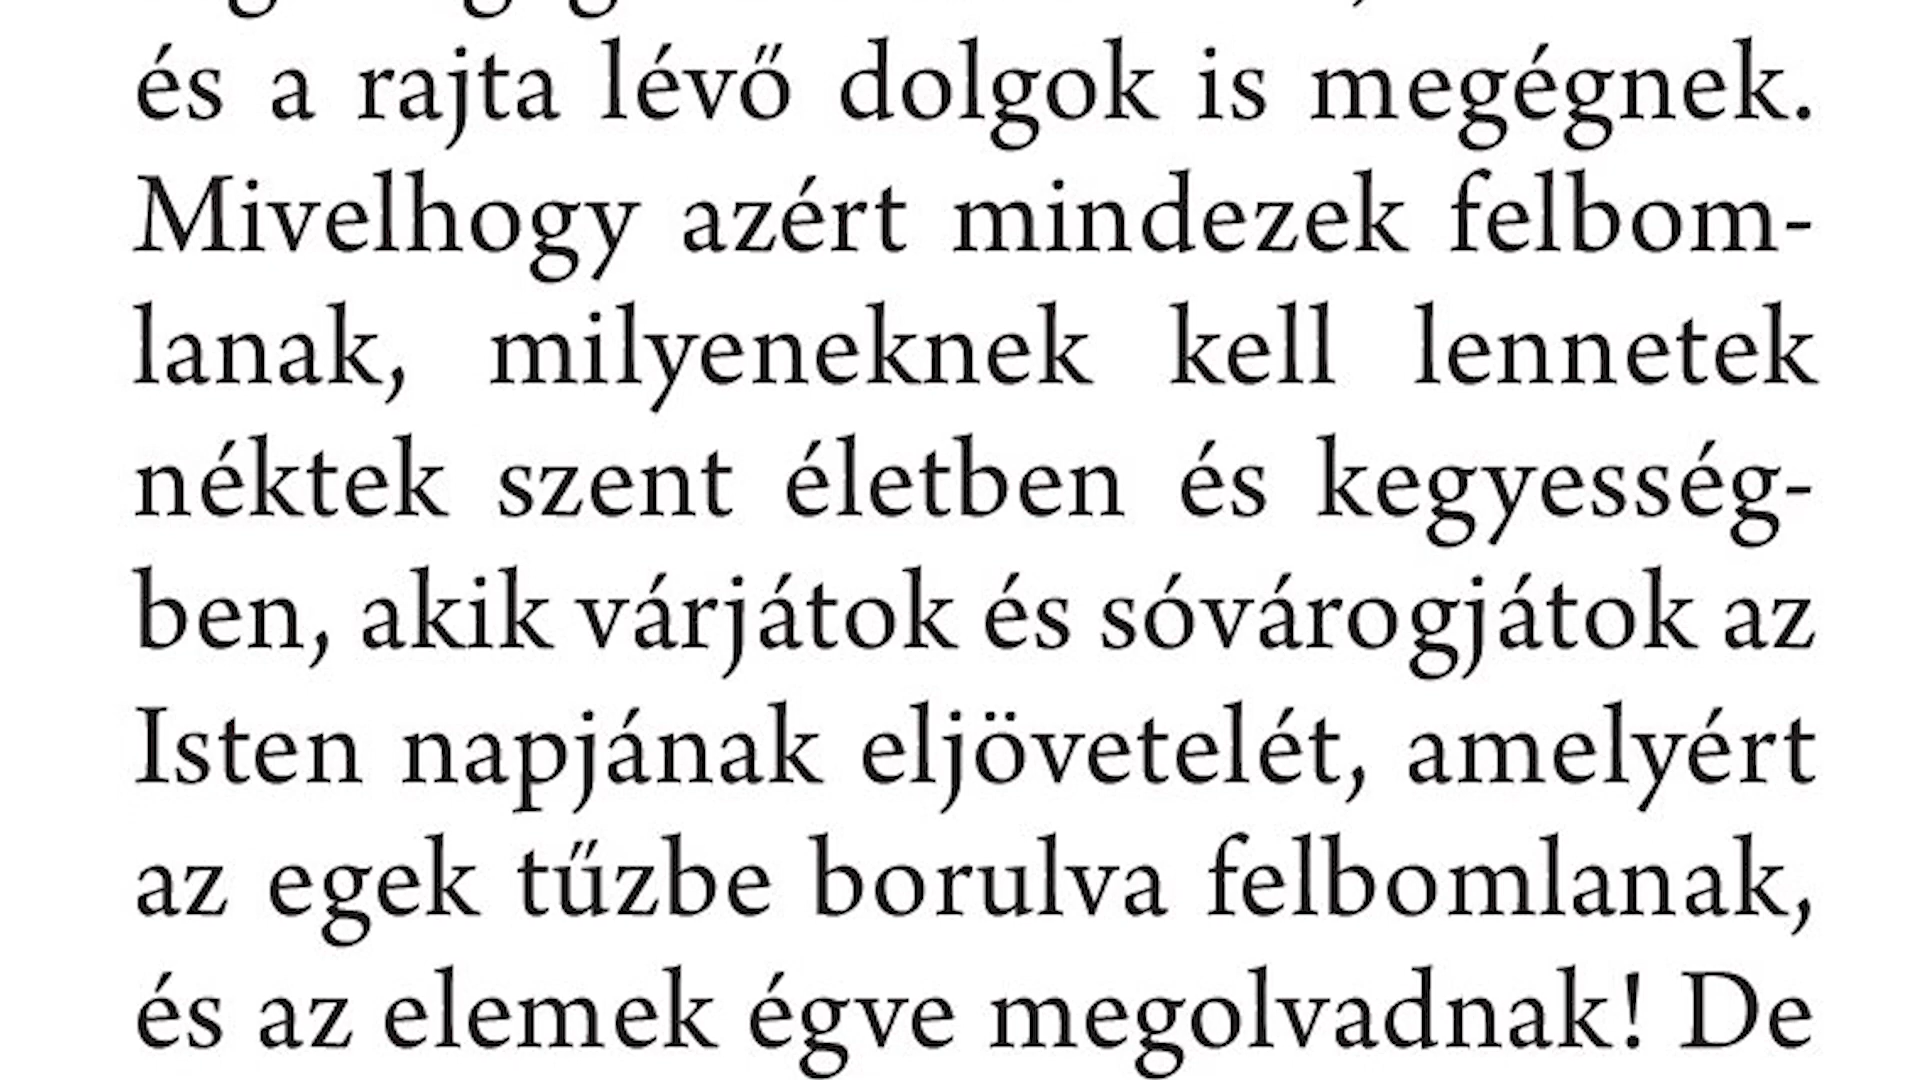 és a rajta lévő dolgok is megégnek.
Mivelhogy azért mindezek felbom-
lanak, milyeneknek kell lennetek
néktek szent életben és kegyesség-
ben, akik várjátok és sóvárogjátok az
Isten napjának eljövetelét, amelyért
az egek tűzbe borulva felbomlanak,
és az elemek égve megolvadnak! De